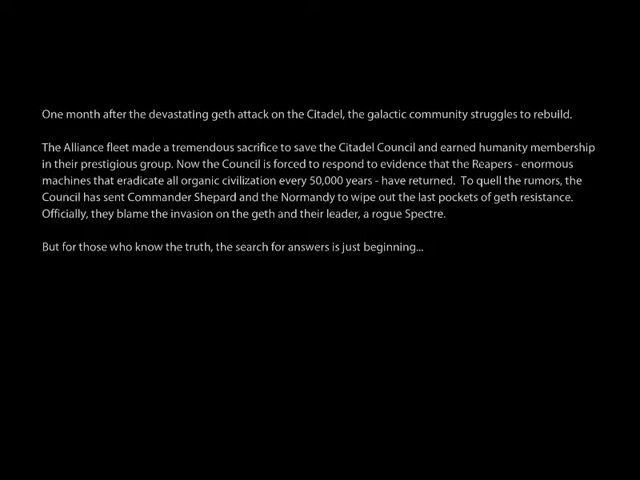 One month after the devastating geth attack on the Citadel, the galactic community struggles to rebuild.
The Alliance fleet made a tremendous sacrifice to save the Citadel Council and earned humanity membership
in their prestigious group. Now the Council is forced to respond to evidence that the Reapers - enormous
machines that eradicate all organic civilization every 50,000 years - have returned. To quell the rumors, the
Council has sent Commander Shepard and the Normandy to wipe out the last pockets of geth resistance.
Officially, they blame the invasion on the geth and their leader, a rogue Spectre.
But for those who know the truth, the search for answers is just beginning...